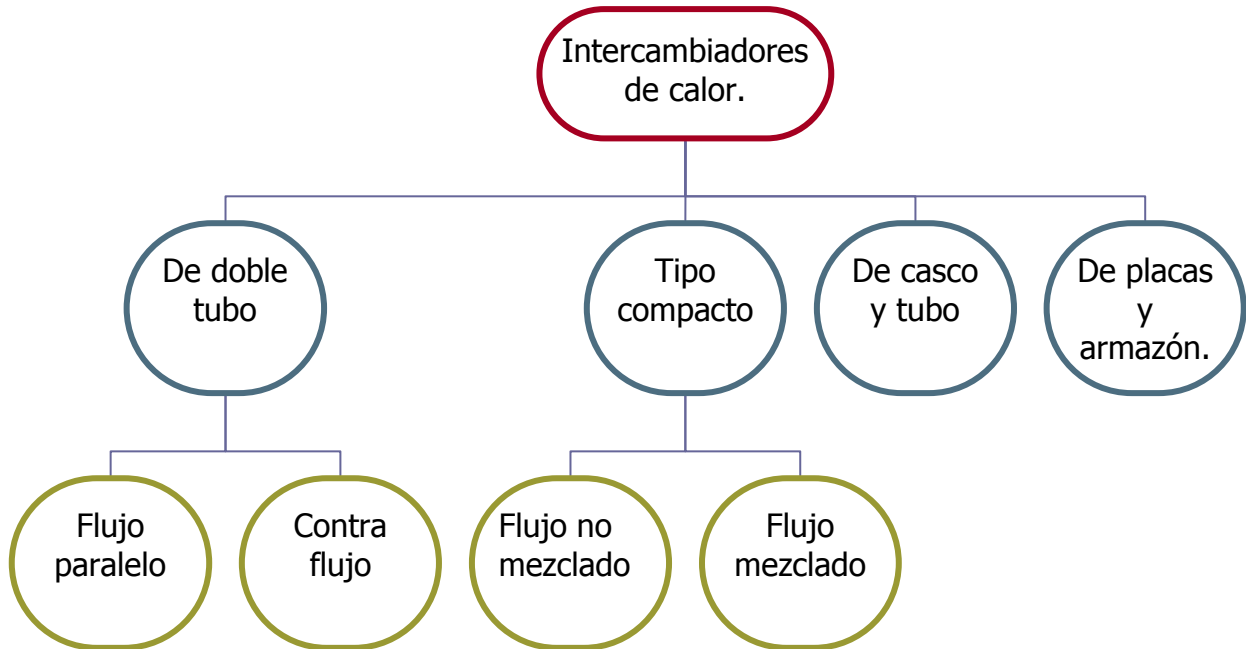 Intercambiadores
de calor.
De doble
tubo
Tipo
compacto
De casco
y tubo
De placas
y
armazón.
Flujo
paralelo
Contra
flujo
Flujo no
mezclado
Flujo
mezclado